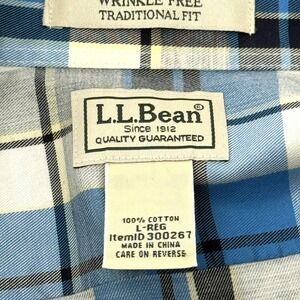 WRINKLE FREE
TRADITIONAL FIT
L.L.Bean®
Since 1912
QUALITY GUARANTEED
100% COTTON
L-REG
ItemID 300267
MADE IN CHINA
CARE ON REVERSE